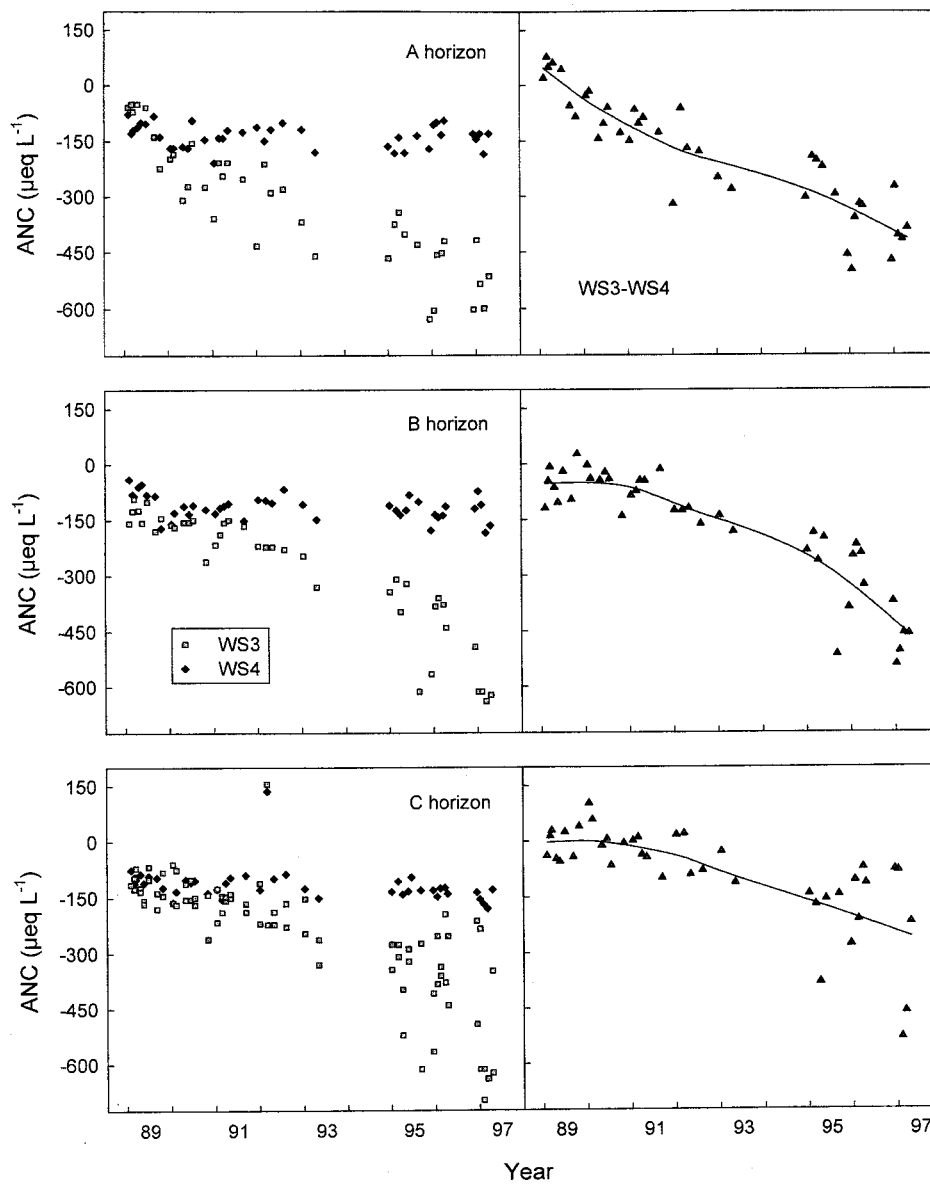 150
0
-150
-300
-450
-600
ANC (µeq L⁻¹)
A horizon
WS3-WS4
150
0
-150
-300
-450
-600
ANC (µeq L⁻¹)
B horizon
WS3
WS4
150
0
-150
-300
-450
-600
ANC (µeq L⁻¹)
C horizon
89 91 93 95 97 89 91 93 95 97
Year